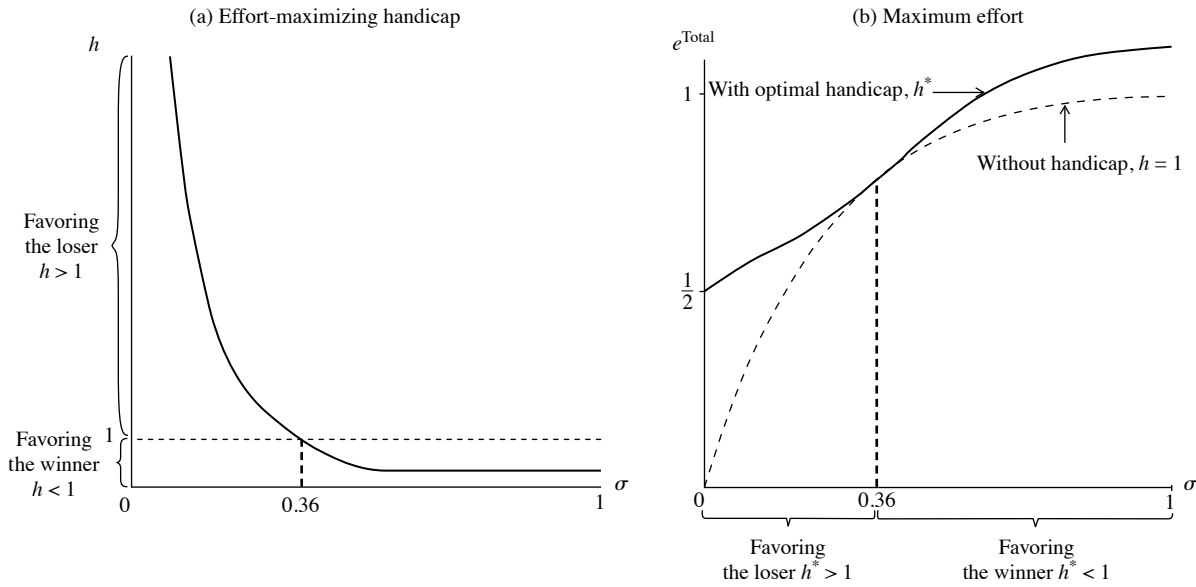 (a) Effort-maximizing handicap
h
Favoring
the loser
h > 1
1
Favoring
the winner
h < 1
0
0.36
1
σ
(b) Maximum effort
e^Total
With optimal handicap, h*
1
Without handicap, h = 1
1
2
0
0.36
1
σ
Favoring
the loser h* > 1
Favoring
the winner h* < 1